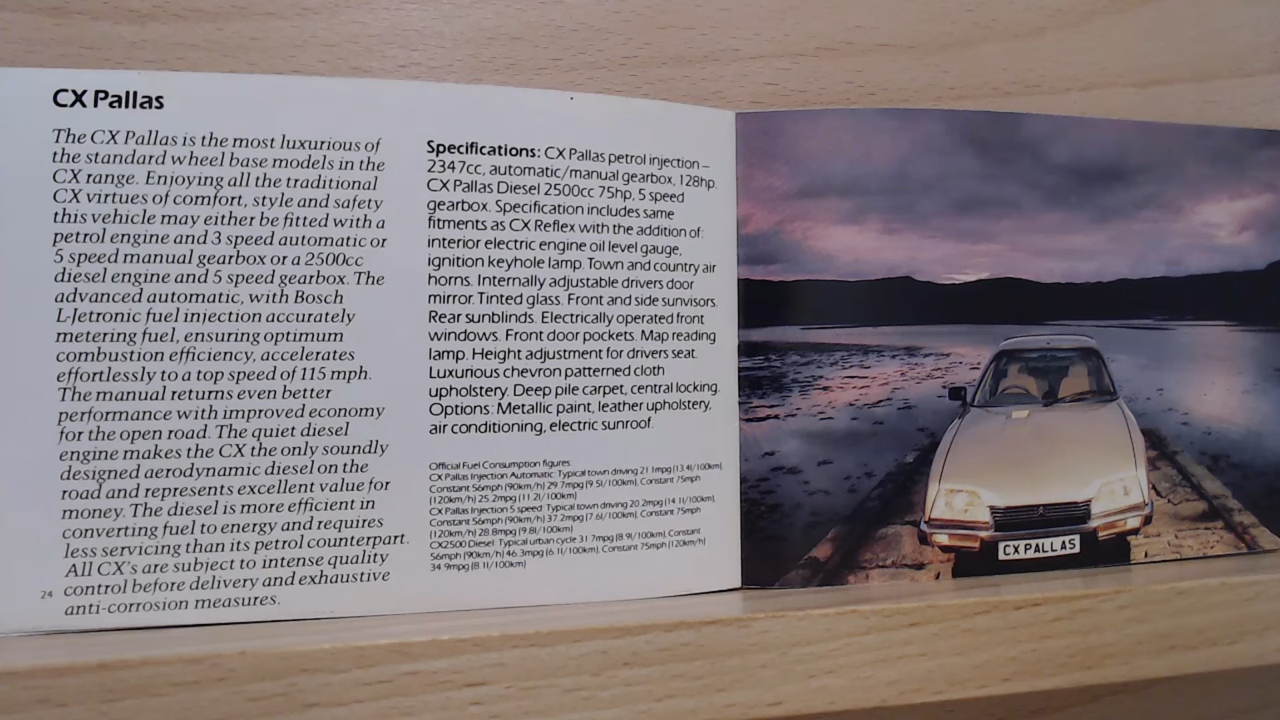 CX Pallas
The CX Pallas is the most luxurious of
the standard wheel base models in the
CX range. Enjoying all the traditional
CX virtues of comfort, style and safety
this vehicle may either be fitted with a
petrol engine and 3 speed automatic or
5 speed manual gearbox or a 2500cc
diesel engine and 5 speed gearbox. The
advanced automatic, with Bosch
L-Jetronic fuel injection accurately
metering fuel, ensuring optimum
combustion efficiency, accelerates
effortlessly to a top speed of 115 mph.
The manual returns even better
performance with improved economy
for the open road. The quiet diesel
engine makes the CX the only soundly
designed aerodynamic diesel on the
road and represents excellent value for
money. The diesel is more efficient in
converting fuel to energy and requires
less servicing than its petrol counterpart.
All CX's are subject to intense quality
control before delivery and exhaustive
anti-corrosion measures.
24
Specifications: CX Pallas petrol injection –
2347cc, automatic/manual gearbox, 128hp.
CX Pallas Diesel 2500cc 75hp, 5 speed
gearbox. Specification includes same
fitments as CX Reflex with the addition of:
interior electric engine oil level gauge,
ignition keyhole lamp. Town and country air
horns. Internally adjustable drivers door
mirror. Tinted glass. Front and side sunvisors.
Rear sunblinds. Electrically operated front
windows. Front door pockets. Map reading
lamp. Height adjustment for drivers seat.
Luxurious chevron patterned cloth
upholstery. Deep pile carpet, central locking.
Options: Metallic paint, leather upholstery,
air conditioning, electric sunroof.
Official Fuel Consumption figures:
CX Pallas Injection Automatic: Typical town driving 21.1mpg (13.4l/100km).
Constant 56mph (90km/h) 29.7mpg (9.5l/100km), Constant 75mph
(120km/h) 25.2mpg (11.2l/100km)
CX Pallas Injection 5 speed: Typical town driving 20.2mpg (14.1l/100km),
Constant 56mph (90km/h) 37.2mpg (7.6l/100km), Constant 75mph
(120km/h) 28.8mpg (9.8l/100km)
CX2500 Diesel: Typical urban cycle 31.7mpg (8.9l/100km), Constant
56mph (90km/h) 46.3mpg (6.1l/100km), Constant 75mph (120km/h)
34.9mpg (8.1l/100km)
CX PALLAS